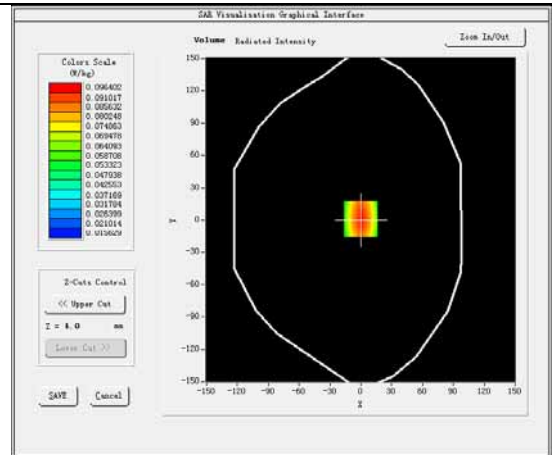 SAR Visualisation Graphical Interface
Volume Radiated Intensity
Zoom In/Out
Colors Scale
(W/kg)
0.096402
0.091017
0.085632
0.080248
0.074863
0.069478
0.064093
0.058708
0.053323
0.047938
0.042553
0.037169
0.031784
0.026399
0.021014
0.015629
150
120
90
60
30
0
-30
-60
-90
-120
-150
Y
-150 -120 -90 -60 -30 0 30 60 90 120 150
X
Z-Cuts Control
<< Upper Cut
Z = 4.0 mm
Lower Cut >>
SAVE Cancel